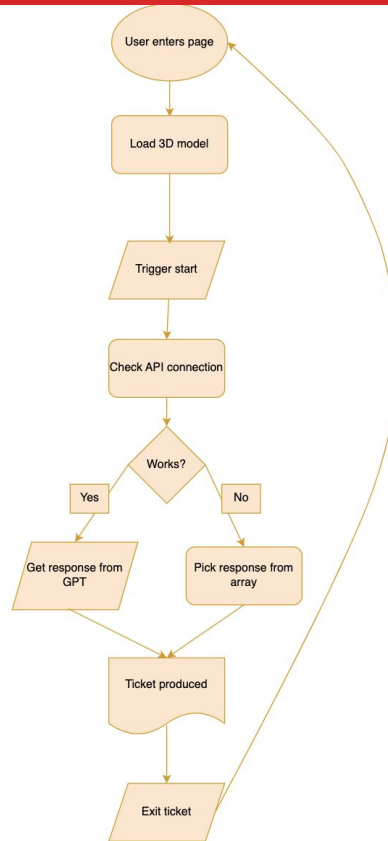 User enters page
Load 3D model
Trigger start
Check API connection
Works?
Yes
No
Get response from
GPT
Pick response from
array
Ticket produced
Exit ticket